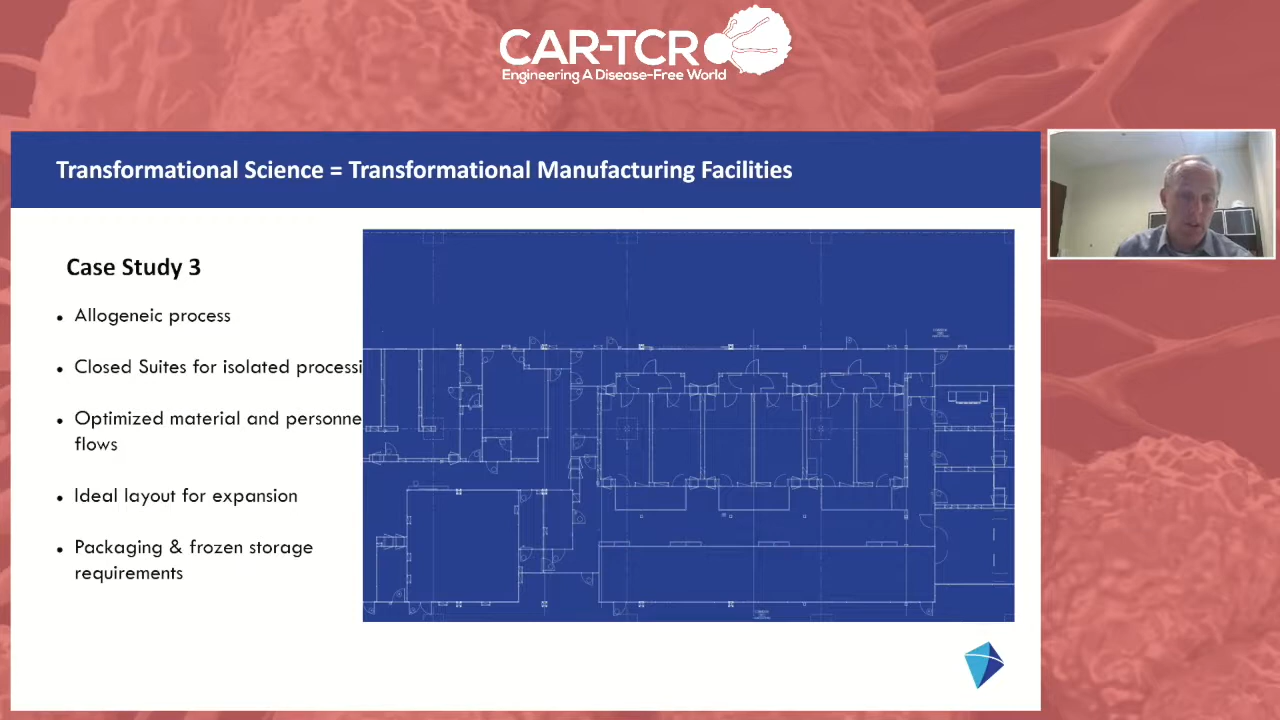 CAR-TCR
Engineering A Disease-Free World
Transformational Science = Transformational Manufacturing Facilities
Case Study 3
• Allogeneic process
• Closed Suites for isolated processi
• Optimized material and personne
flows
• Ideal layout for expansion
• Packaging & frozen storage
requirements